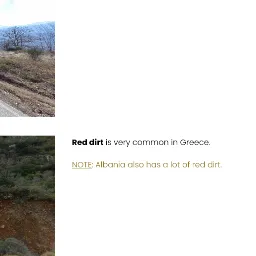 Red dirt is very common in Greece.
NOTE: Albania also has a lot of red dirt.